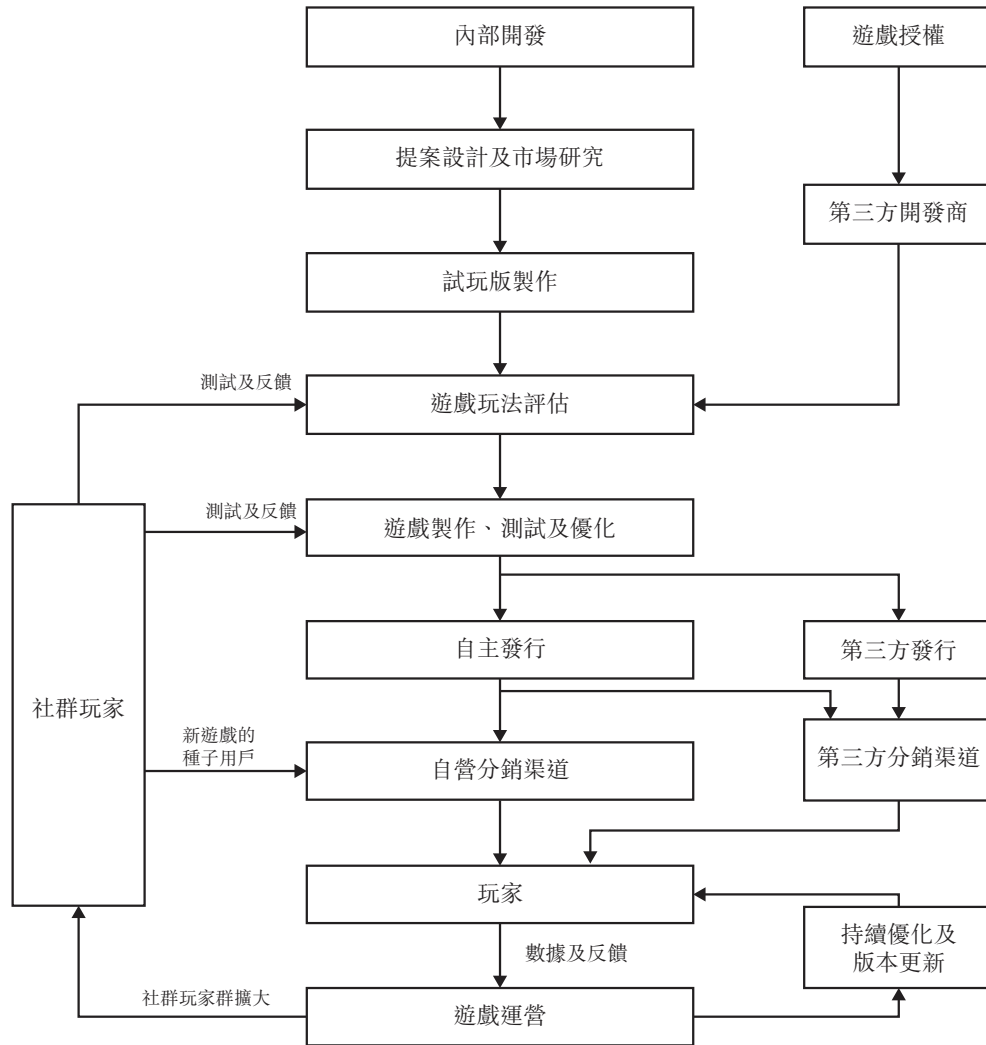 內部開發
遊戲授權
提案設計及市場研究
第三方開發商
試玩版製作
測試及反饋
遊戲玩法評估
測試及反饋
遊戲製作、測試及優化
自主發行
第三方發行
社群玩家
新遊戲的
種子用戶
自營分銷渠道
第三方分銷渠道
玩家
數據及反饋
持續優化及
版本更新
社群玩家群擴大
遊戲運營